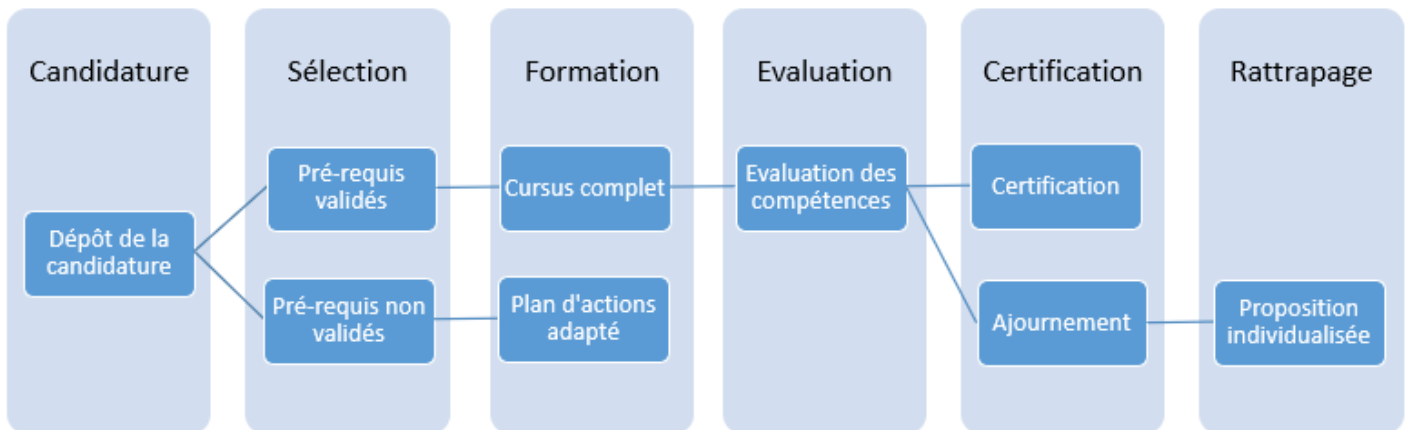 Candidature
Sélection
Formation
Evaluation
Certification
Rattrapage
Dépôt de la
candidature
Pré-requis
validés
Pré-requis non
validés
Cursus complet
Plan d'actions
adapté
Evaluation des
compétences
Certification
Ajournement
Proposition
individualisée